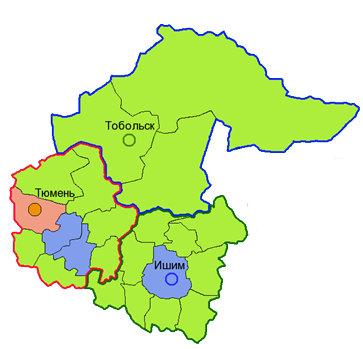 Тобольск
Тюмень
Ишим